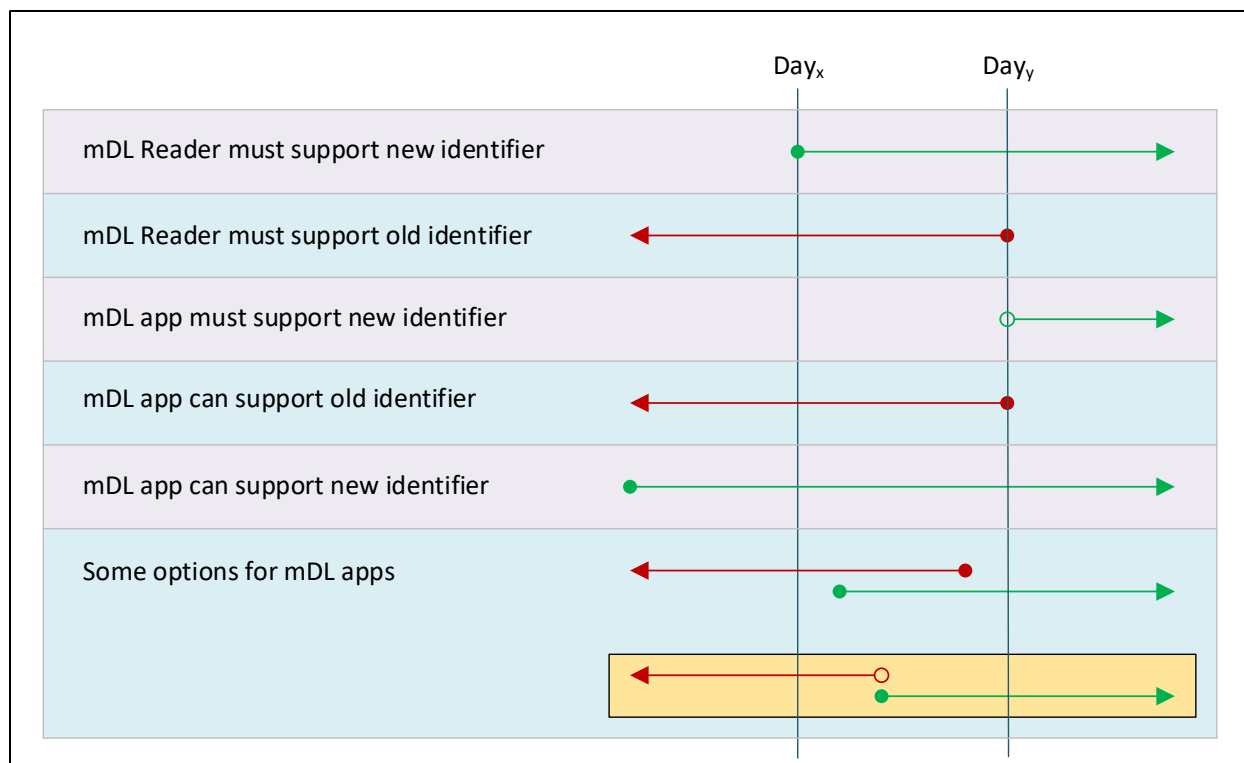 Dayx Dayy
mDL Reader must support new identifier
mDL Reader must support old identifier
mDL app must support new identifier
mDL app can support old identifier
mDL app can support new identifier
Some options for mDL apps